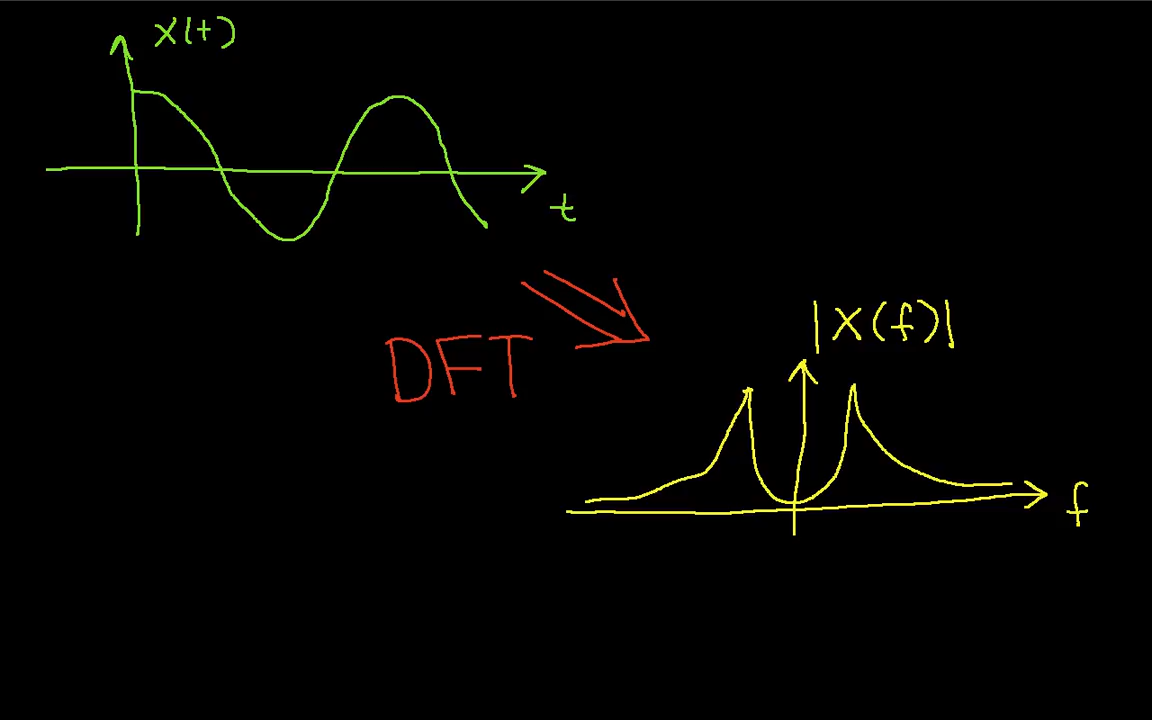 x(t)
t
DFT
|X(f)|
f